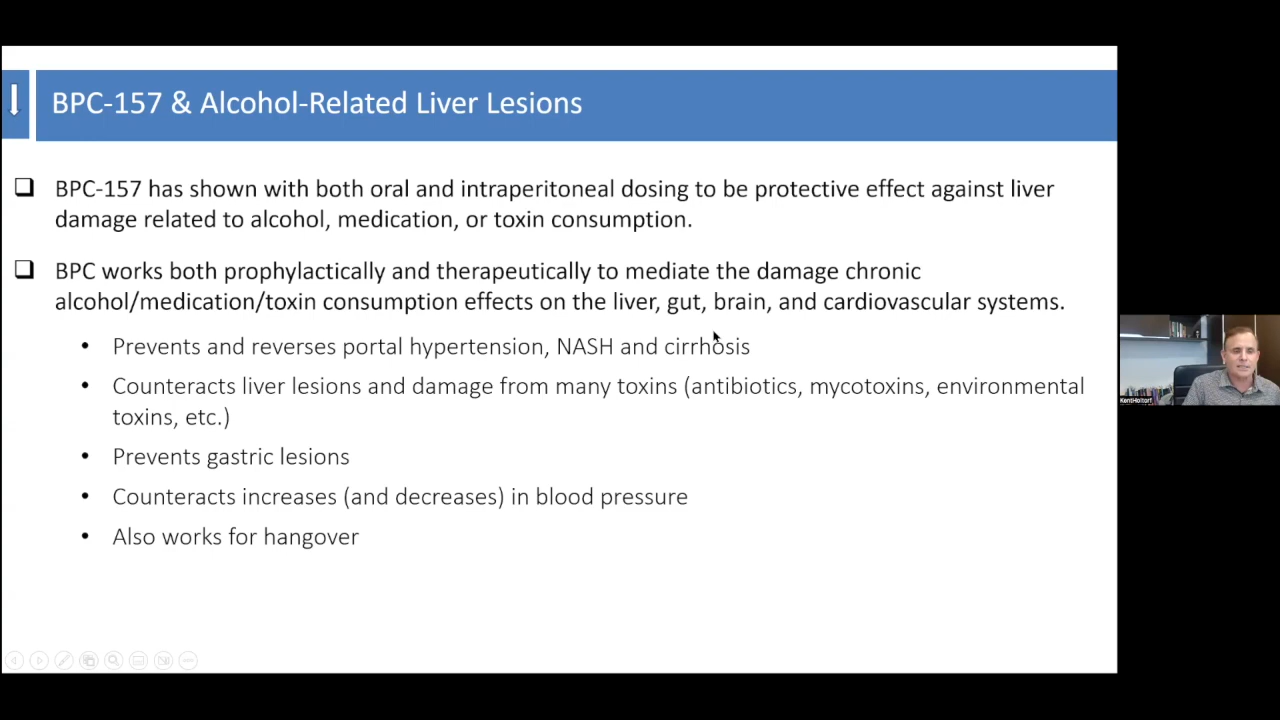 BPC-157 & Alcohol-Related Liver Lesions
BPC-157 has shown with both oral and intraperitoneal dosing to be protective effect against liver
damage related to alcohol, medication, or toxin consumption.
BPC works both prophylactically and therapeutically to mediate the damage chronic
alcohol/medication/toxin consumption effects on the liver, gut, brain, and cardiovascular systems.
• Prevents and reverses portal hypertension, NASH and cirrhosis
• Counteracts liver lesions and damage from many toxins (antibiotics, mycotoxins, environmental
toxins, etc.)
• Prevents gastric lesions
• Counteracts increases (and decreases) in blood pressure
• Also works for hangover
KentHoltorf